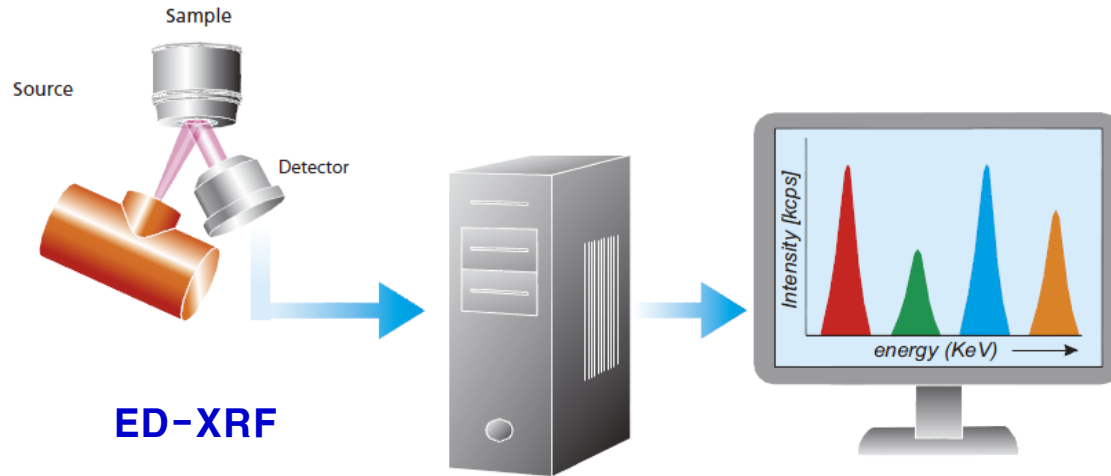 Sample
Source
Detector
Intensity [kcps]
energy (KeV)
ED-XRF